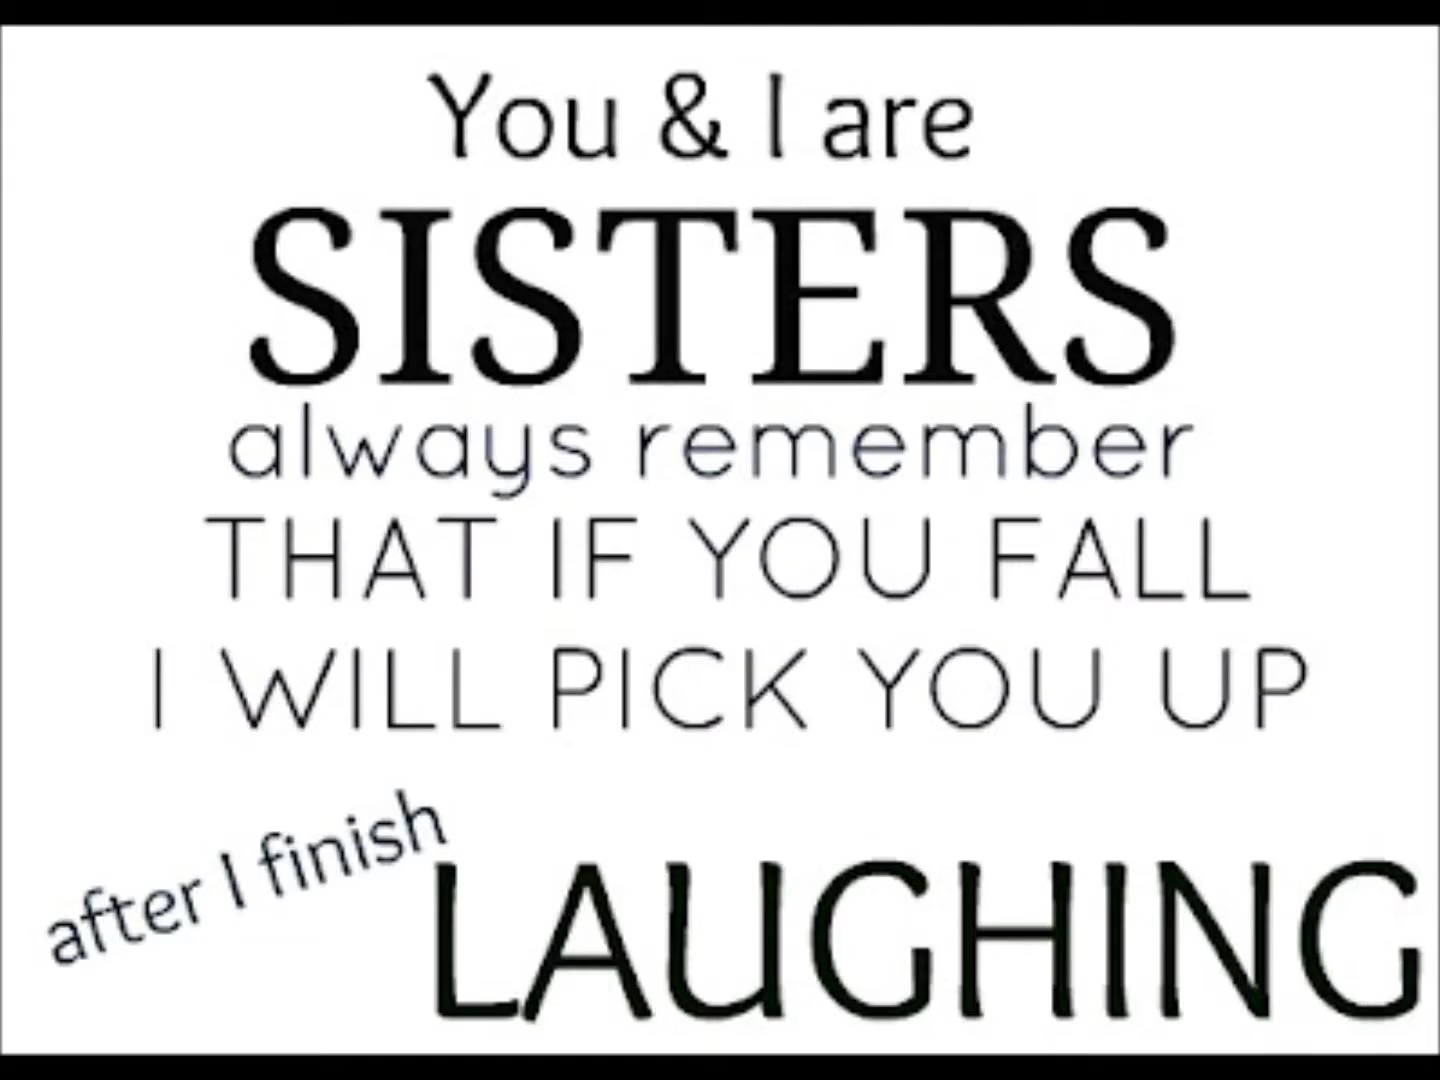 You & I are
SISTERS
always remember
THAT IF YOU FALL
I WILL PICK YOU UP
after I finish
LAUGHING